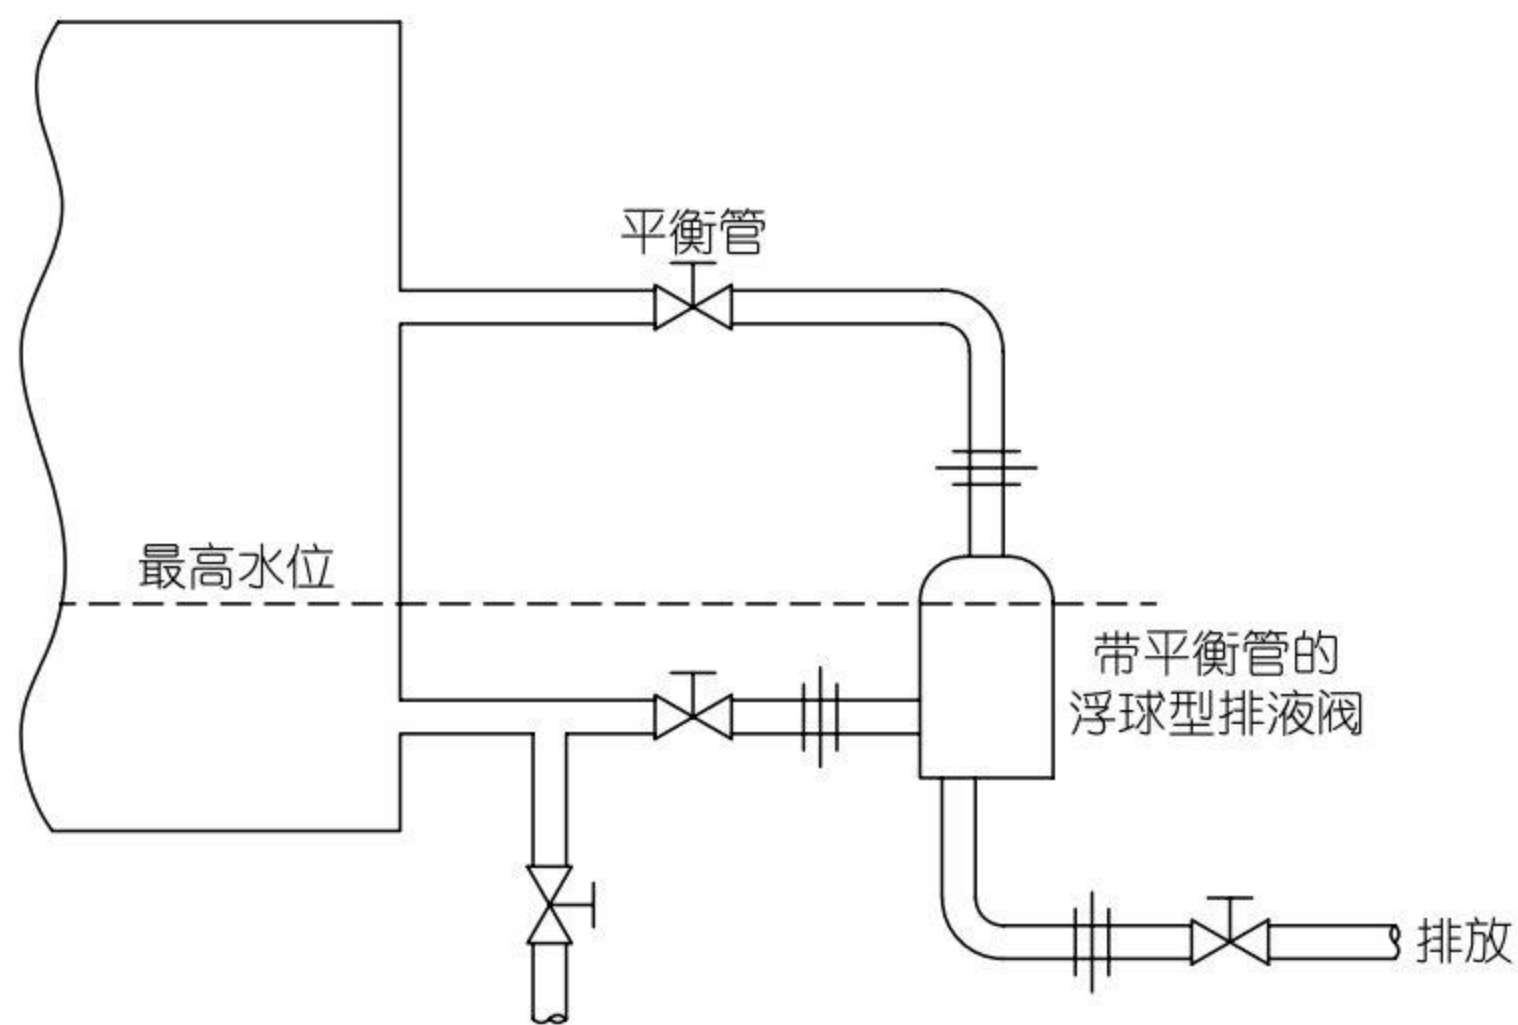 平衡管
最高水位
带平衡管的
浮球型排液阀
排放